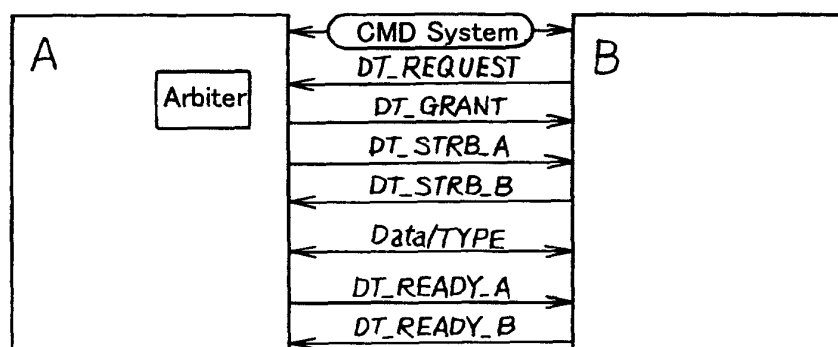 CMD System
A
B
DT_REQUEST
Arbiter
DT_GRANT
DT_STRB_A
DT_STRB_B
Data/TYPE
DT_READY_A
DT_READY_B